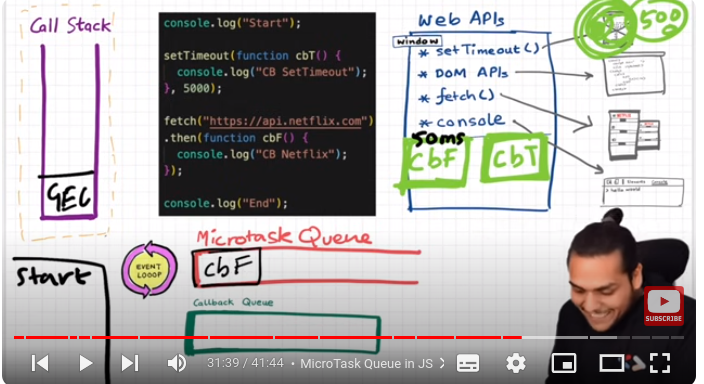 Call Stack
GEC
console.log("Start");
setTimeout(function cbT() {
console.log("CB SetTimeout");
}, 5000);
fetch("https://api.netflix.com")
.then(function cbF() {
console.log("CB Netflix");
});
console.log("End");
Web APIs
window
* setTimeout()
* DOM APIs
* fetch()
* console
50ms
CbF
CbT
500
Start
EVENT
LOOOP
Microtask Queue
cbF
Callback Queue
SUBSCRIBE
31:39 / 41:44 • MicroTask Queue in JS